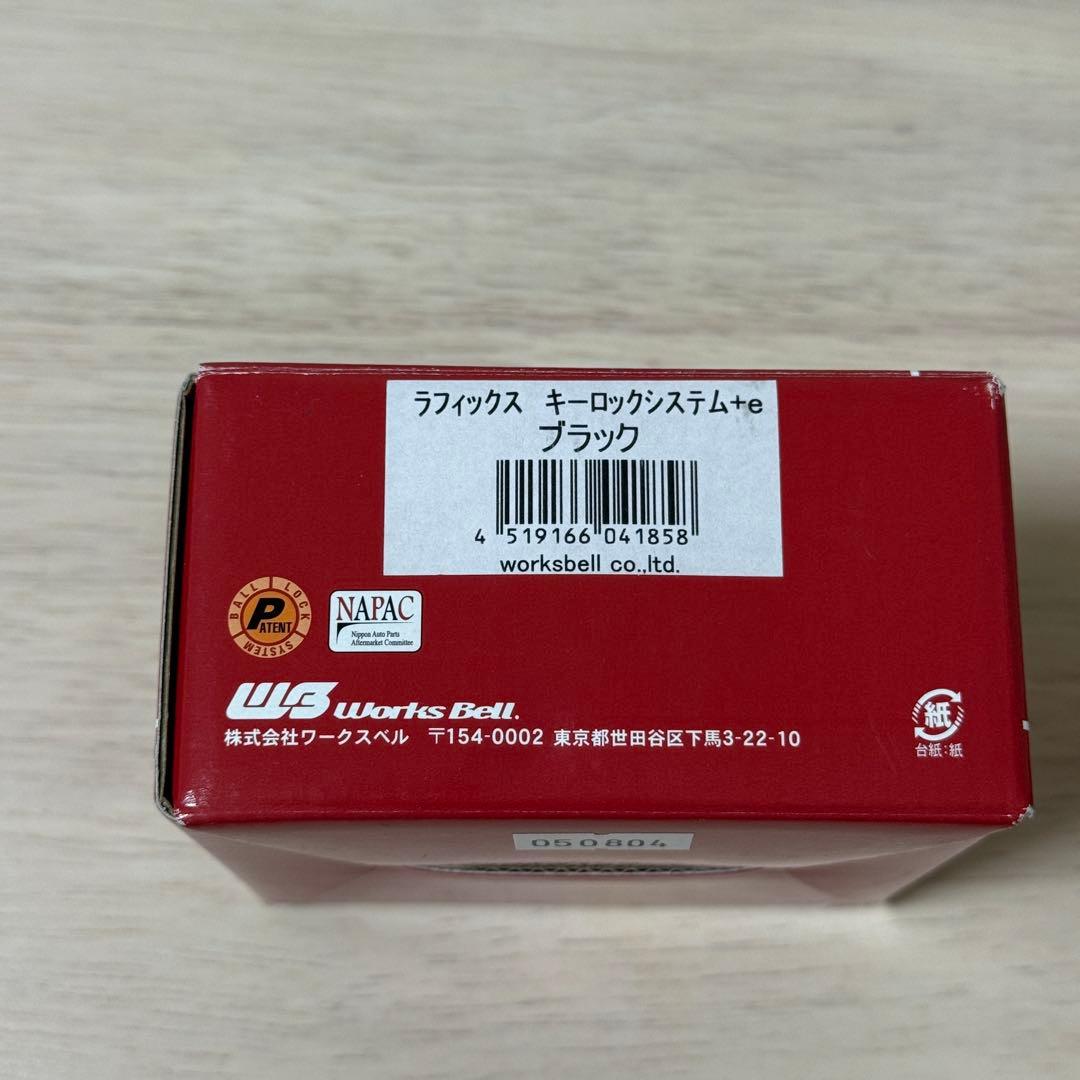 ラフィックス キーロックシステム+e
ブラック
4 519166 041858
worksbell co.,ltd.
BALL LOCK SYSTEM
PATENT
NAPAC
Nippon Auto Parts
Aftermarket Committee
WB Works Bell.
株式会社ワークスベル 〒154-0002 東京都世田谷区下馬3-22-10
紙
台紙:紙
050804